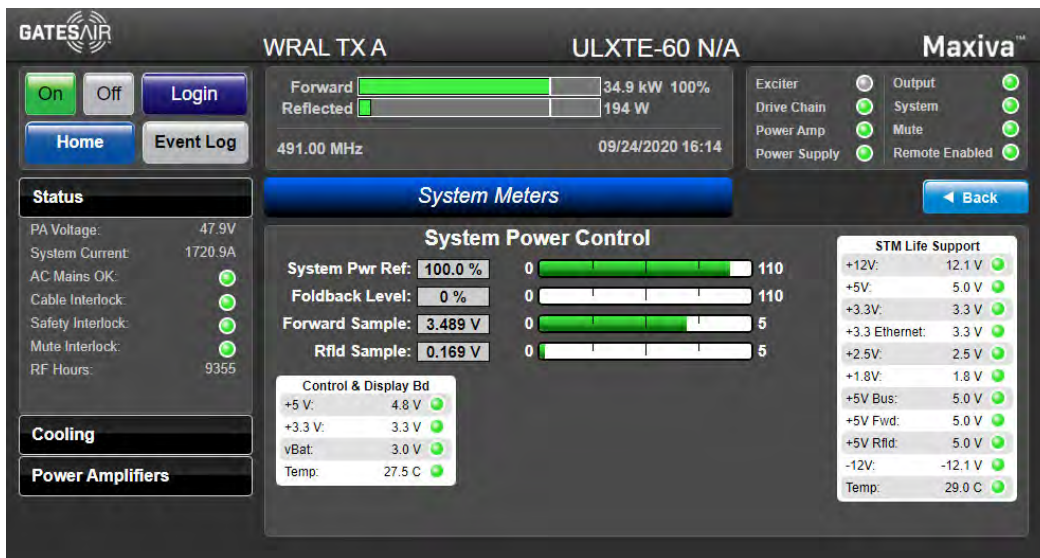 GATESAIR
WRAL TX A
ULXTE-60 N/A
Maxiva™
On Off Login
Home Event Log
Forward 34.9 kW 100%
Reflected 194 W
491.00 MHz 09/24/2020 16:14
Exciter Output
Drive Chain System
Power Amp Mute
Power Supply Remote Enabled
Status
PA Voltage: 47.9V
System Current: 1720.9A
AC Mains OK:
Cable Interlock:
Safety Interlock:
Mute Interlock:
RF Hours: 9355
Cooling
Power Amplifiers
System Meters
◄ Back
System Power Control
System Pwr Ref: 100.0 % 0 110
Foldback Level: 0 % 0 110
Forward Sample: 3.489 V 0 5
Rfld Sample: 0.169 V 0 5
Control & Display Bd
+5 V: 4.8 V
+3.3 V: 3.3 V
vBat: 3.0 V
Temp: 27.5 C
STM Life Support
+12V: 12.1 V
+5V: 5.0 V
+3.3V: 3.3 V
+3.3 Ethernet: 3.3 V
+2.5V: 2.5 V
+1.8V: 1.8 V
+5V Bus: 5.0 V
+5V Fwd: 5.0 V
+5V Rfld: 5.0 V
-12V: -12.1 V
Temp: 29.0 C